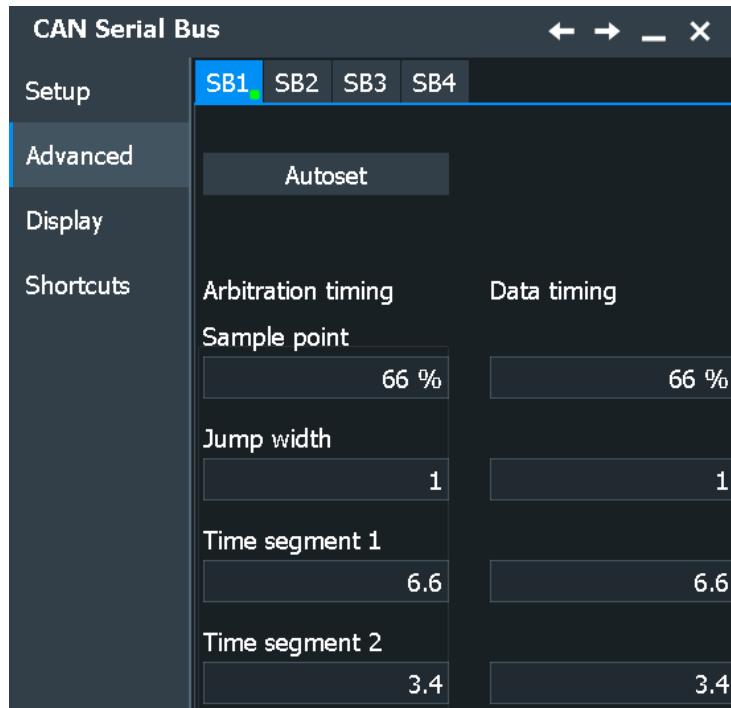 CAN Serial Bus
Setup
Advanced
Display
Shortcuts
SB1 SB2 SB3 SB4
Autoset
Arbitration timing Data timing
Sample point
66 % 66 %
Jump width
1 1
Time segment 1
6.6 6.6
Time segment 2
3.4 3.4